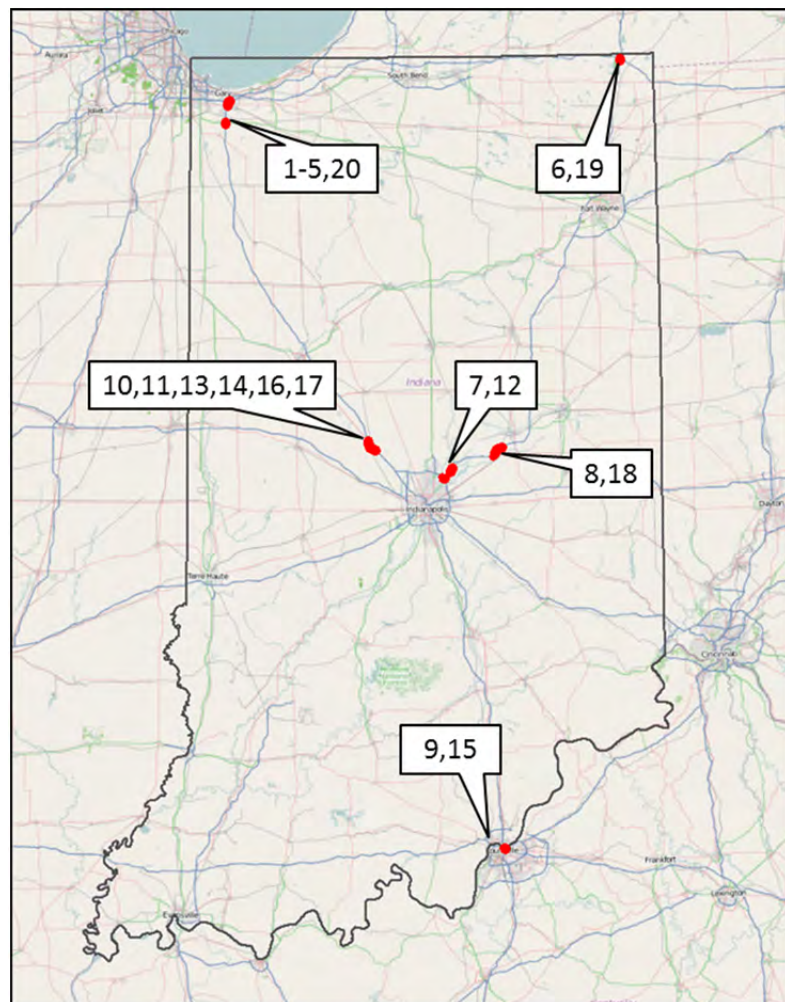 Chicago
Aurora
Joliet
Gary
South Bend
1-5,20
6,19
Fort Wayne
Indiana
10,11,13,14,16,17
7,12
8,18
Indianapolis
Dayton
Terre Haute
Cincinnati
9,15
Frankfort
Lexington
Evansville